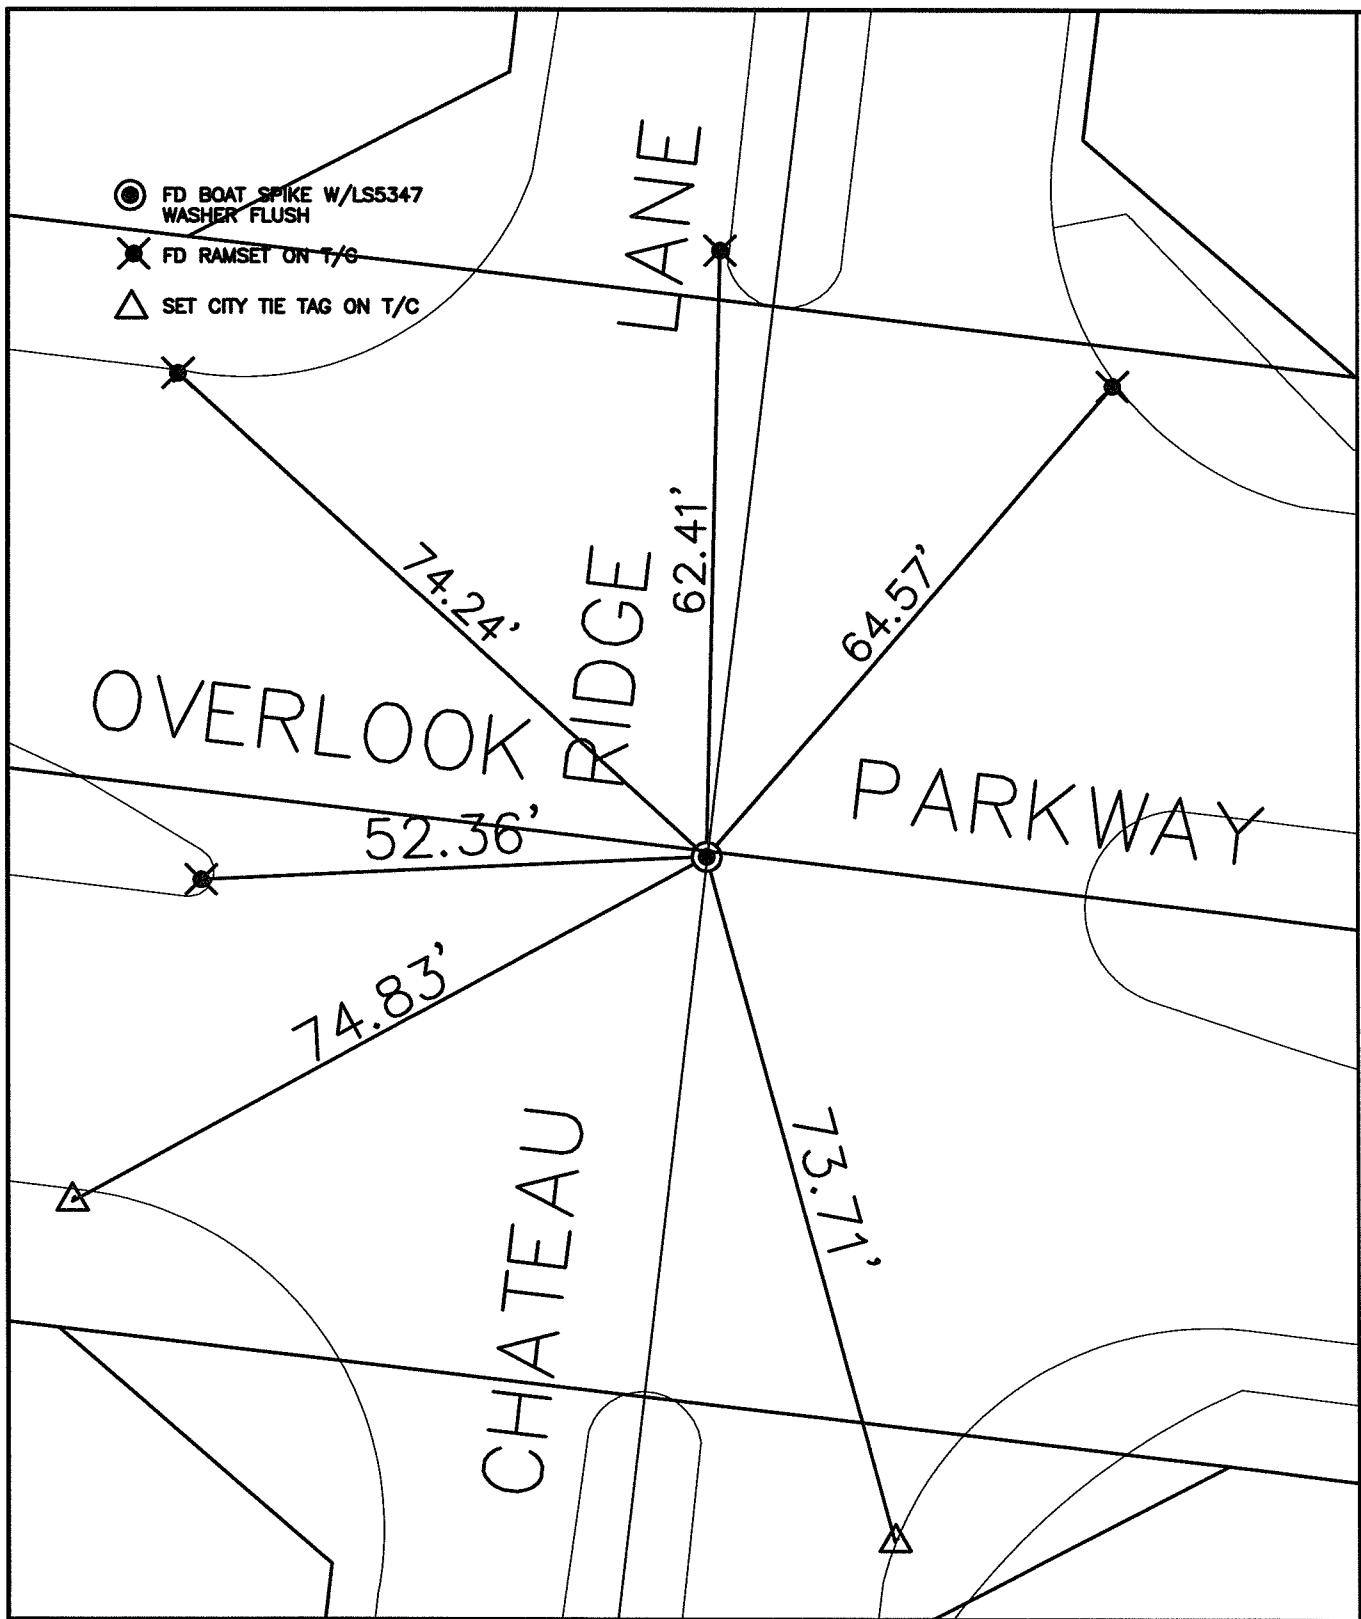 FD BOAT SPIKE W/LS5347
WASHER FLUSH
FD RAMSET ON T/C
SET CITY TIE TAG ON T/C
CHATEAU RIDGE LANE
OVERLOOK PARKWAY
74.24'
62.41'
64.57'
52.36'
74.83'
73.71'